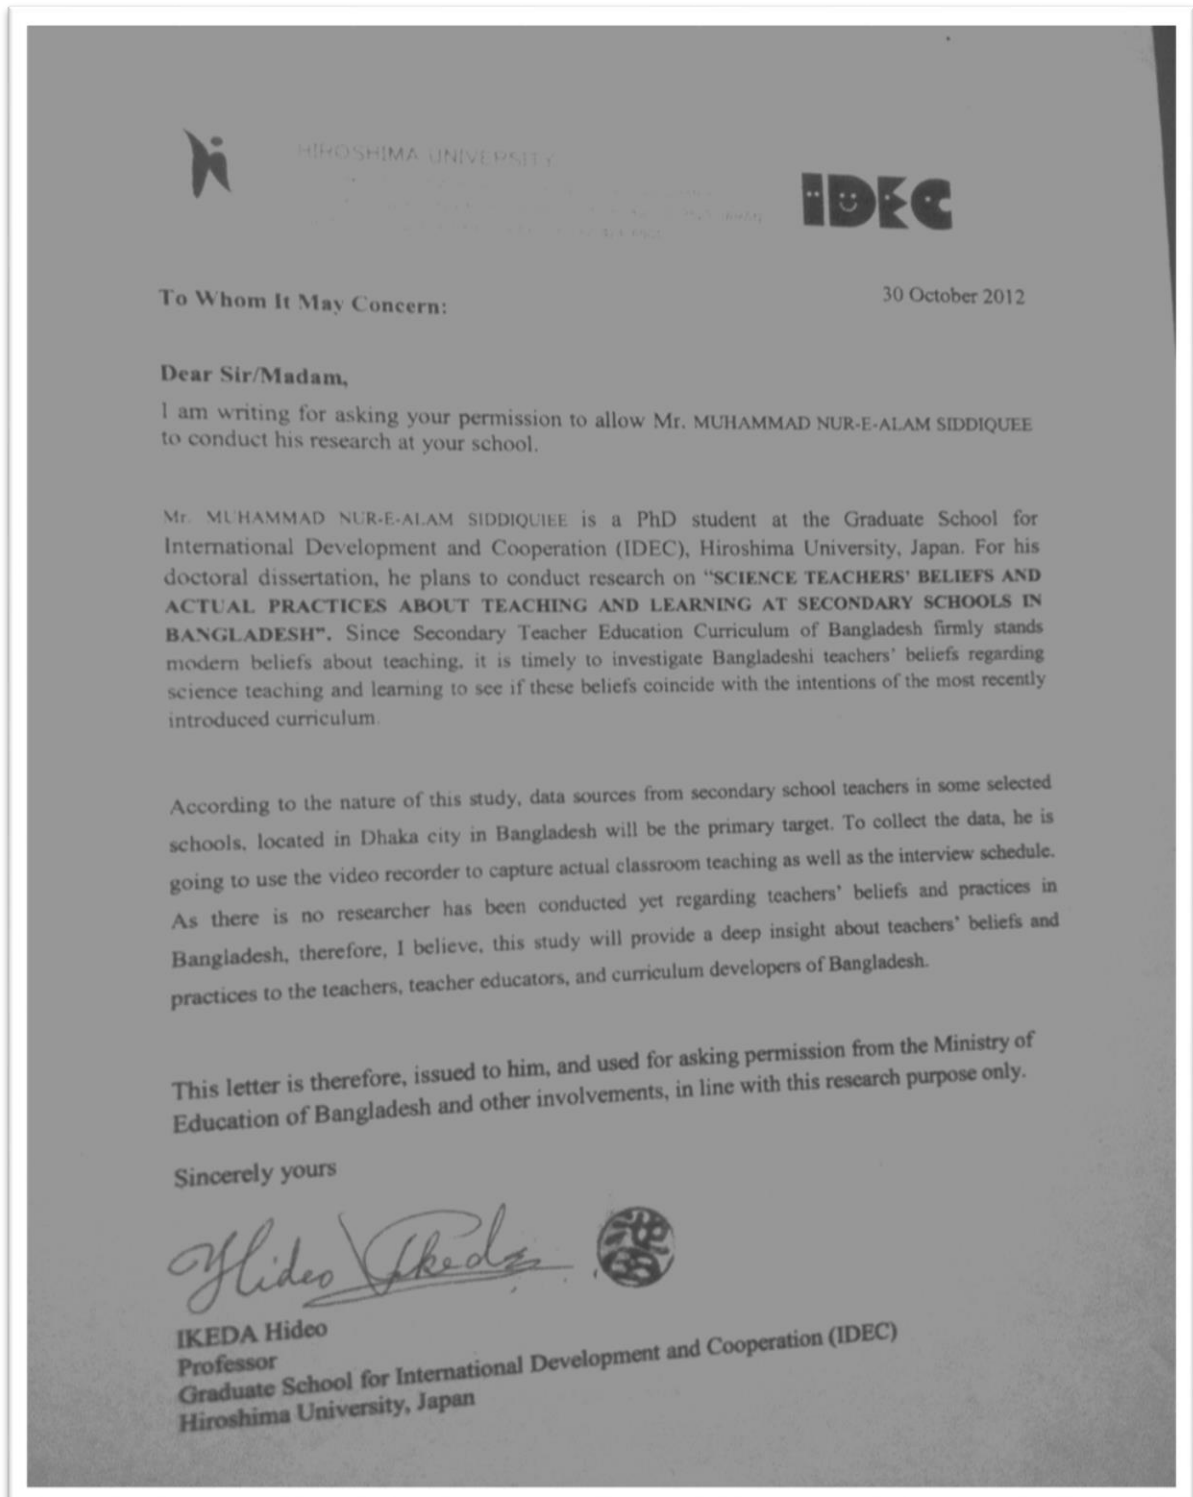 HIROSHIMA UNIVERSITY
IDEC
To Whom It May Concern:
30 October 2012
Dear Sir/Madam,
I am writing for asking your permission to allow Mr. MUHAMMAD NUR-E-ALAM SIDDIQUEE
to conduct his research at your school.
Mr. MUHAMMAD NUR-E-ALAM SIDDIQUIEE is a PhD student at the Graduate School for
International Development and Cooperation (IDEC), Hiroshima University, Japan. For his
doctoral dissertation, he plans to conduct research on “SCIENCE TEACHERS’ BELIEFS AND
ACTUAL PRACTICES ABOUT TEACHING AND LEARNING AT SECONDARY SCHOOLS IN
BANGLADESH”. Since Secondary Teacher Education Curriculum of Bangladesh firmly stands
modern beliefs about teaching, it is timely to investigate Bangladeshi teachers’ beliefs regarding
science teaching and learning to see if these beliefs coincide with the intentions of the most recently
introduced curriculum.
According to the nature of this study, data sources from secondary school teachers in some selected
schools, located in Dhaka city in Bangladesh will be the primary target. To collect the data, he is
going to use the video recorder to capture actual classroom teaching as well as the interview schedule.
As there is no researcher has been conducted yet regarding teachers’ beliefs and practices in
Bangladesh, therefore, I believe, this study will provide a deep insight about teachers’ beliefs and
practices to the teachers, teacher educators, and curriculum developers of Bangladesh.
This letter is therefore, issued to him, and used for asking permission from the Ministry of
Education of Bangladesh and other involvements, in line with this research purpose only.
Sincerely yours
Hideo Ikeda
IKEDA Hideo
Professor
Graduate School for International Development and Cooperation (IDEC)
Hiroshima University, Japan